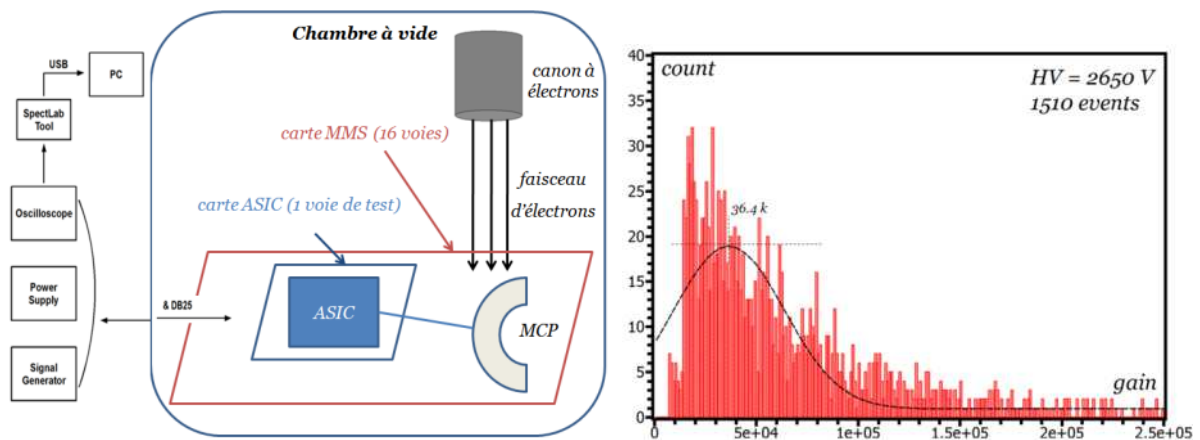 Chambre à vide
USB
PC
SpectLab
Tool
canon à
électrons
carte MMS (16 voies)
faisceau
d'électrons
carte ASIC (1 voie de test)
Oscilloscope
Power
Supply
& DB25
ASIC
MCP
Signal
Generator
40
35
30
25
20
15
10
5
0
count
HV = 2650 V
1510 events
36.4 k
gain
0
5e+04
1e+05
1.5e+05
2e+05
2.5e+05